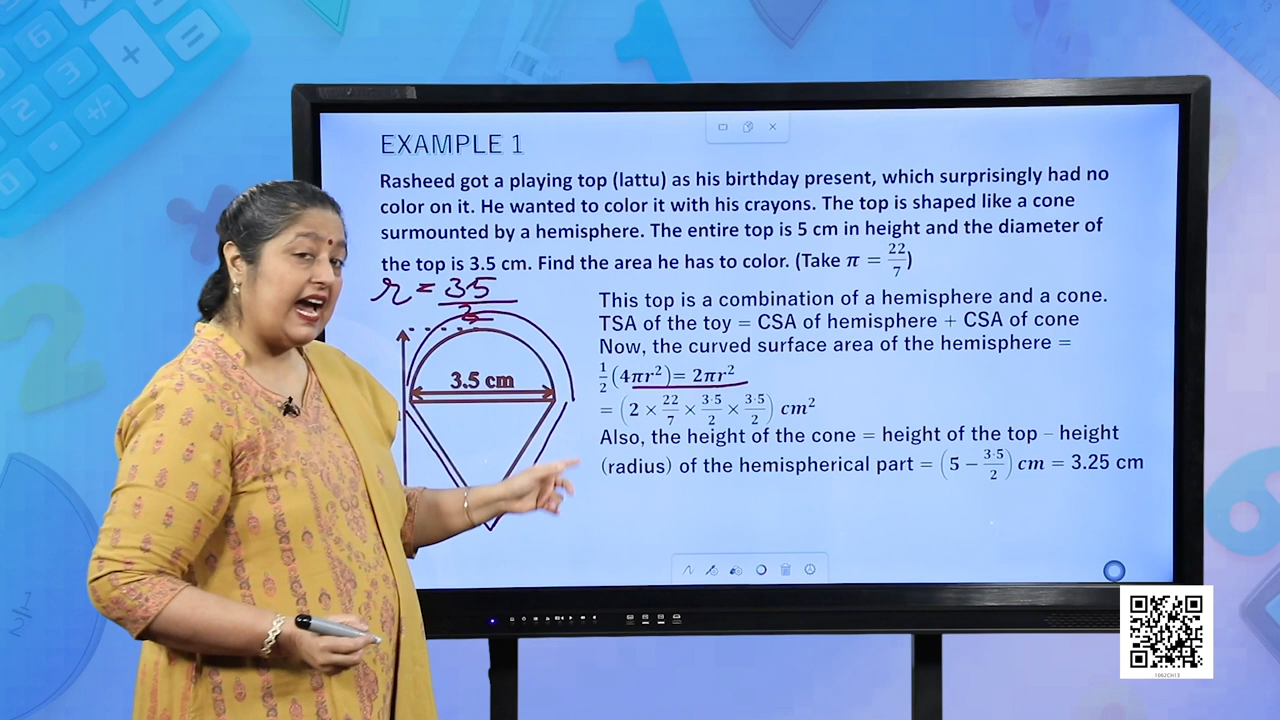 EXAMPLE 1
Rasheed got a playing top (lattu) as his birthday present, which surprisingly had no
color on it. He wanted to color it with his crayons. The top is shaped like a cone
surmounted by a hemisphere. The entire top is 5 cm in height and the diameter of
the top is 3.5 cm. Find the area he has to color. (Take π = 22/7)
r = 3.5/2
3.5 cm
This top is a combination of a hemisphere and a cone.
TSA of the toy = CSA of hemisphere + CSA of cone
Now, the curved surface area of the hemisphere =
1/2 (4πr²)= 2πr²
= (2 × 22/7 × 3·5/2 × 3·5/2) cm²
Also, the height of the cone = height of the top – height
(radius) of the hemispherical part = (5 − 3·5/2) cm = 3.25 cm
1062CH13